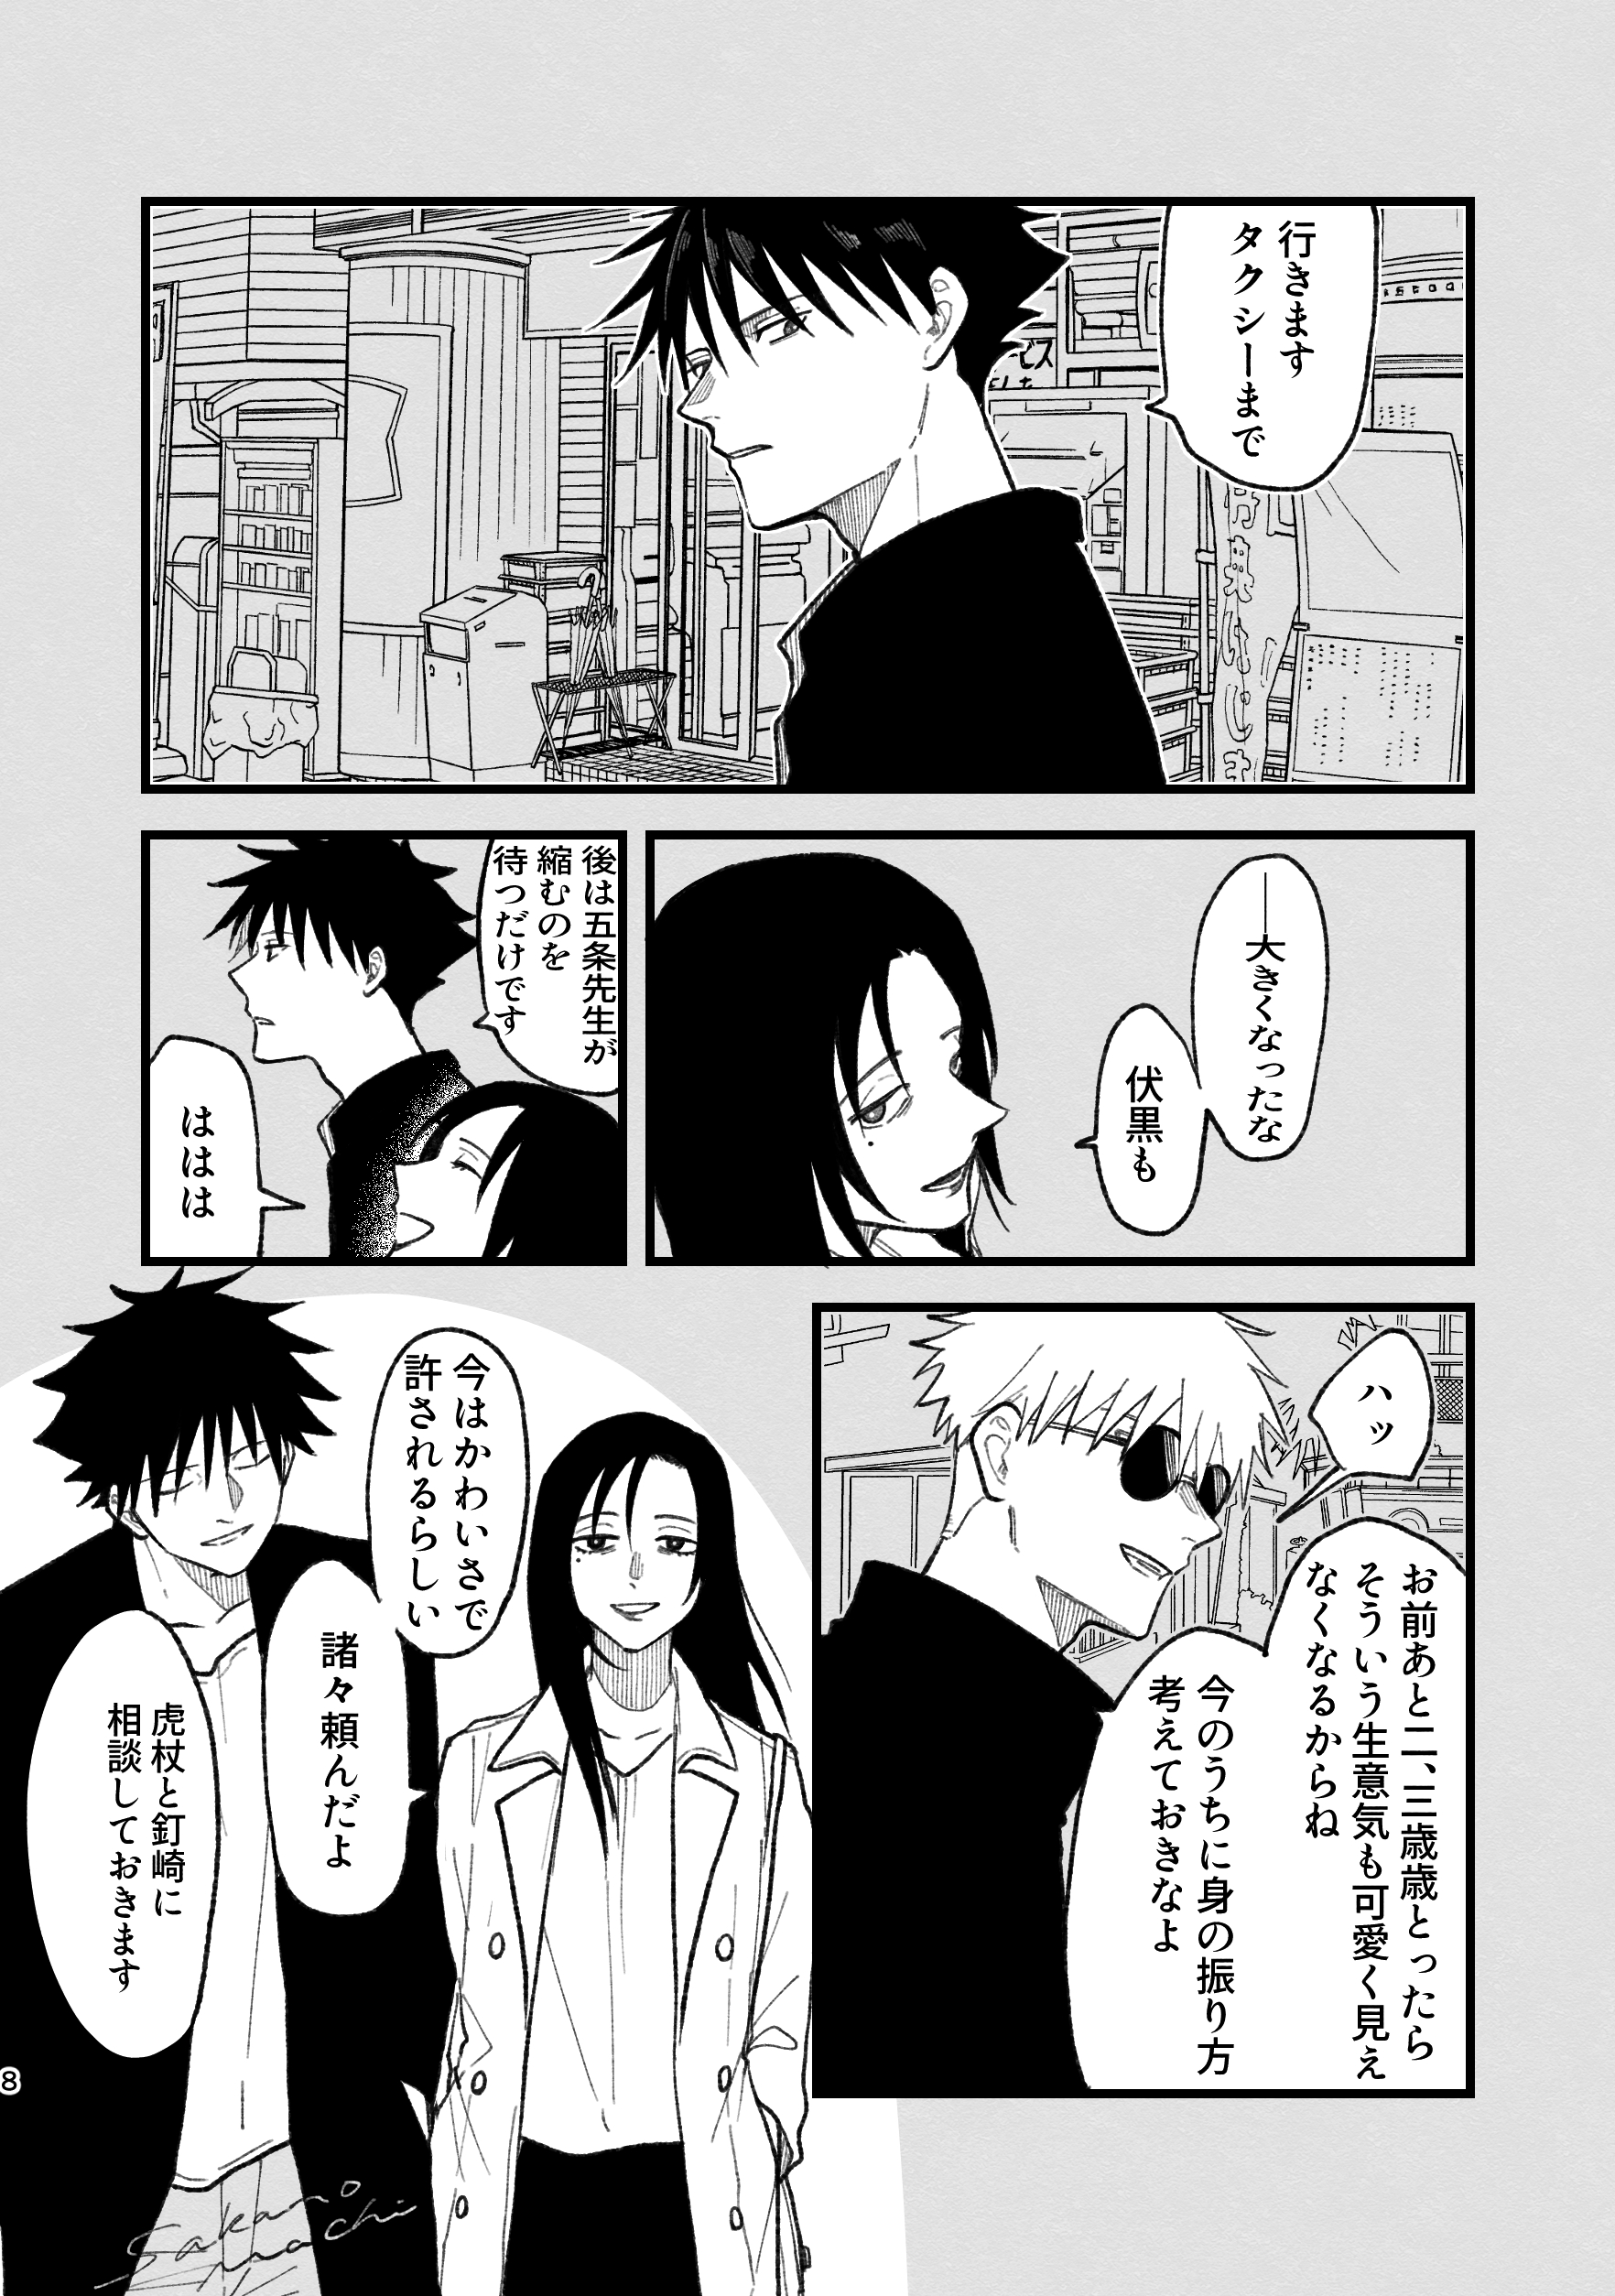 行きます
タクシーまで
ービス
―大きくなったな
伏黒も
後は五条先生が
縮むのを
待つだけです
ははは
ハッ
お前あと二、三歳歳とったら
そういう生意気も可愛く見え
なくなるからね
今のうちに身の振り方
考えておきなよ
今はかわいさで
許されるらしい
諸々頼んだよ
虎杖と釘崎に
相談しておきます
8
Sakano
machi